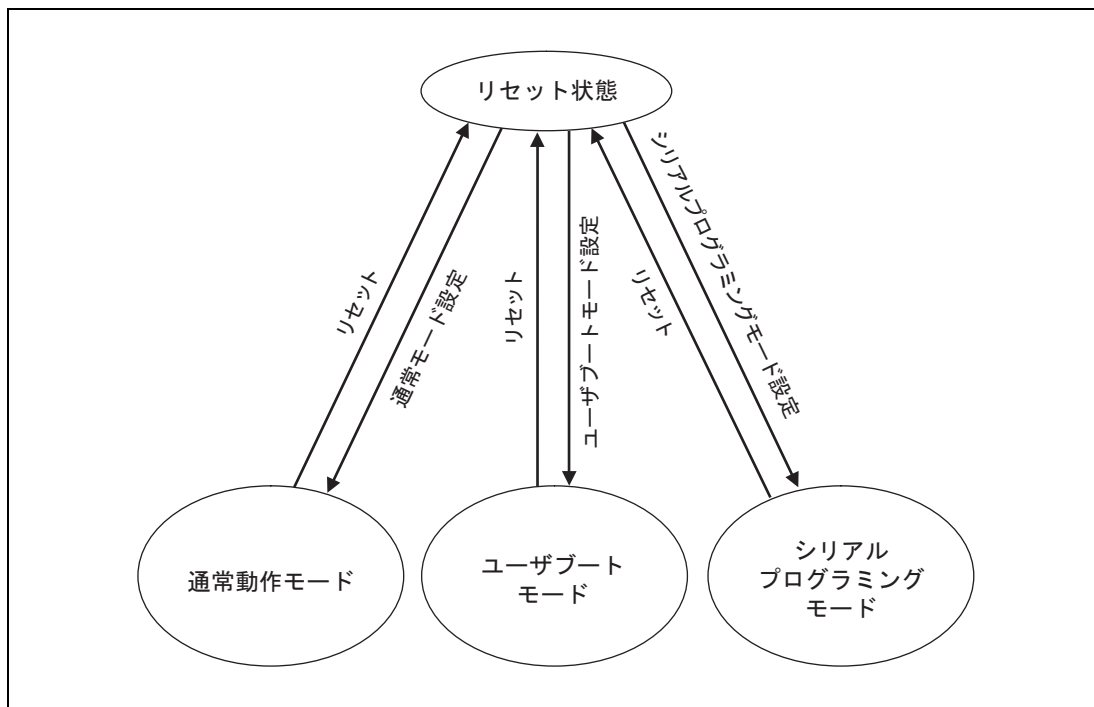 リセット状態
リセット
通常モード設定
リセット
ユーザブートモード設定
リセット
シリアルプログラミングモード設定
通常動作モード
ユーザブート
モード
シリアル
プログラミング
モード